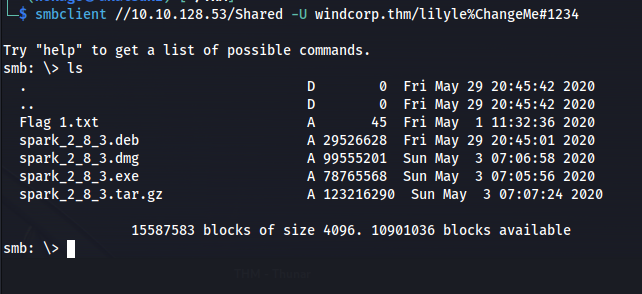 $ smbclient //10.10.128.53/Shared -U windcorp.thm/lilyle%ChangeMe#1234
Try "help" to get a list of possible commands.
smb: \> ls
. D 0 Fri May 29 20:45:42 2020
.. D 0 Fri May 29 20:45:42 2020
Flag 1.txt A 45 Fri May 1 11:32:36 2020
spark_2_8_3.deb A 29526628 Fri May 29 20:45:01 2020
spark_2_8_3.dmg A 99555201 Sun May 3 07:06:58 2020
spark_2_8_3.exe A 78765568 Sun May 3 07:05:56 2020
spark_2_8_3.tar.gz A 123216290 Sun May 3 07:07:24 2020
15587583 blocks of size 4096. 10901036 blocks available
smb: \>